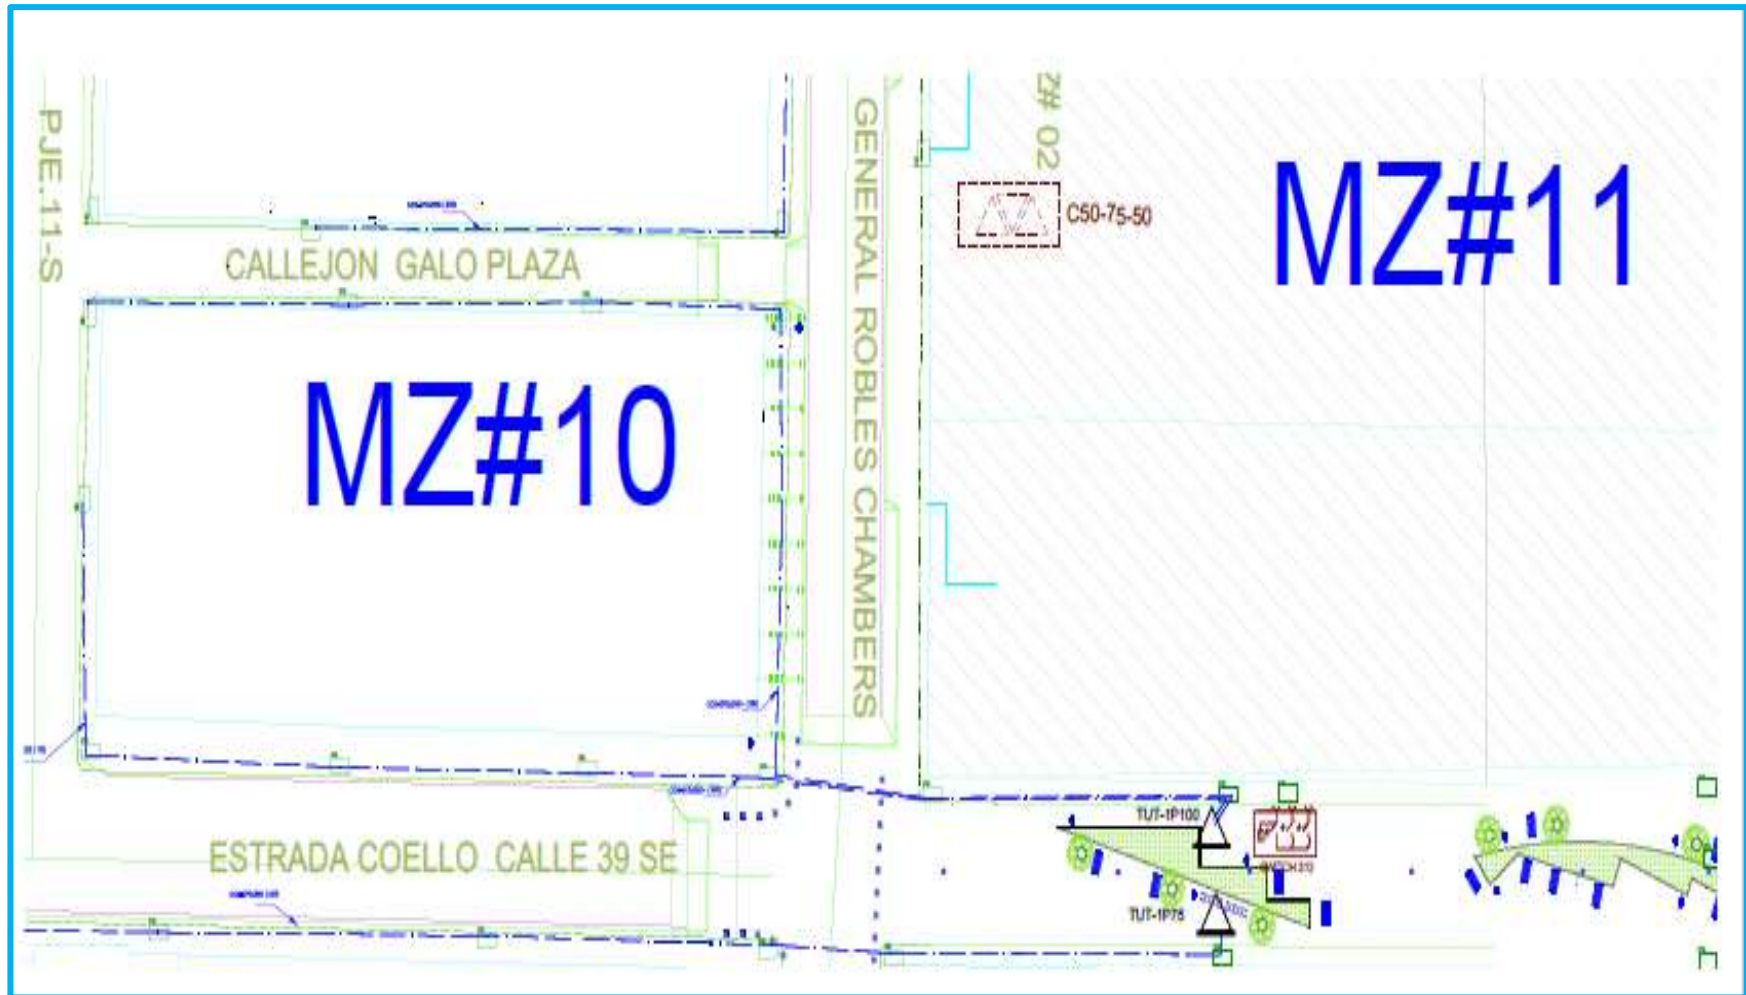 PJE.11-S
GENERAL ROBLES CHAMBERS
Z# 02
MZ#11
C50-75-50
CALLEJON GALO PLAZA
MZ#10
TUT-1P100
ESTRADA COELLO CALLE 39 SE
TUT-1P75